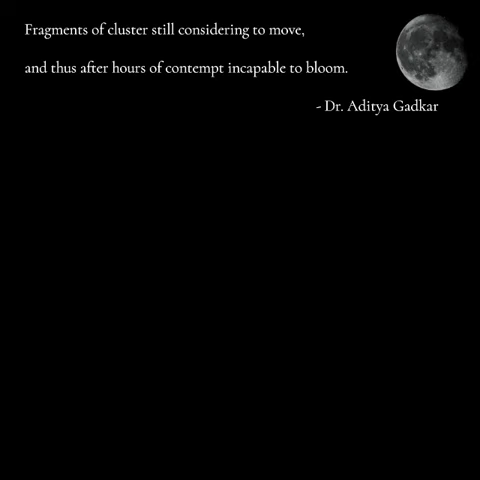 Fragments of cluster still considering to move,
and thus after hours of contempt incapable to bloom.
- Dr. Aditya Gadkar